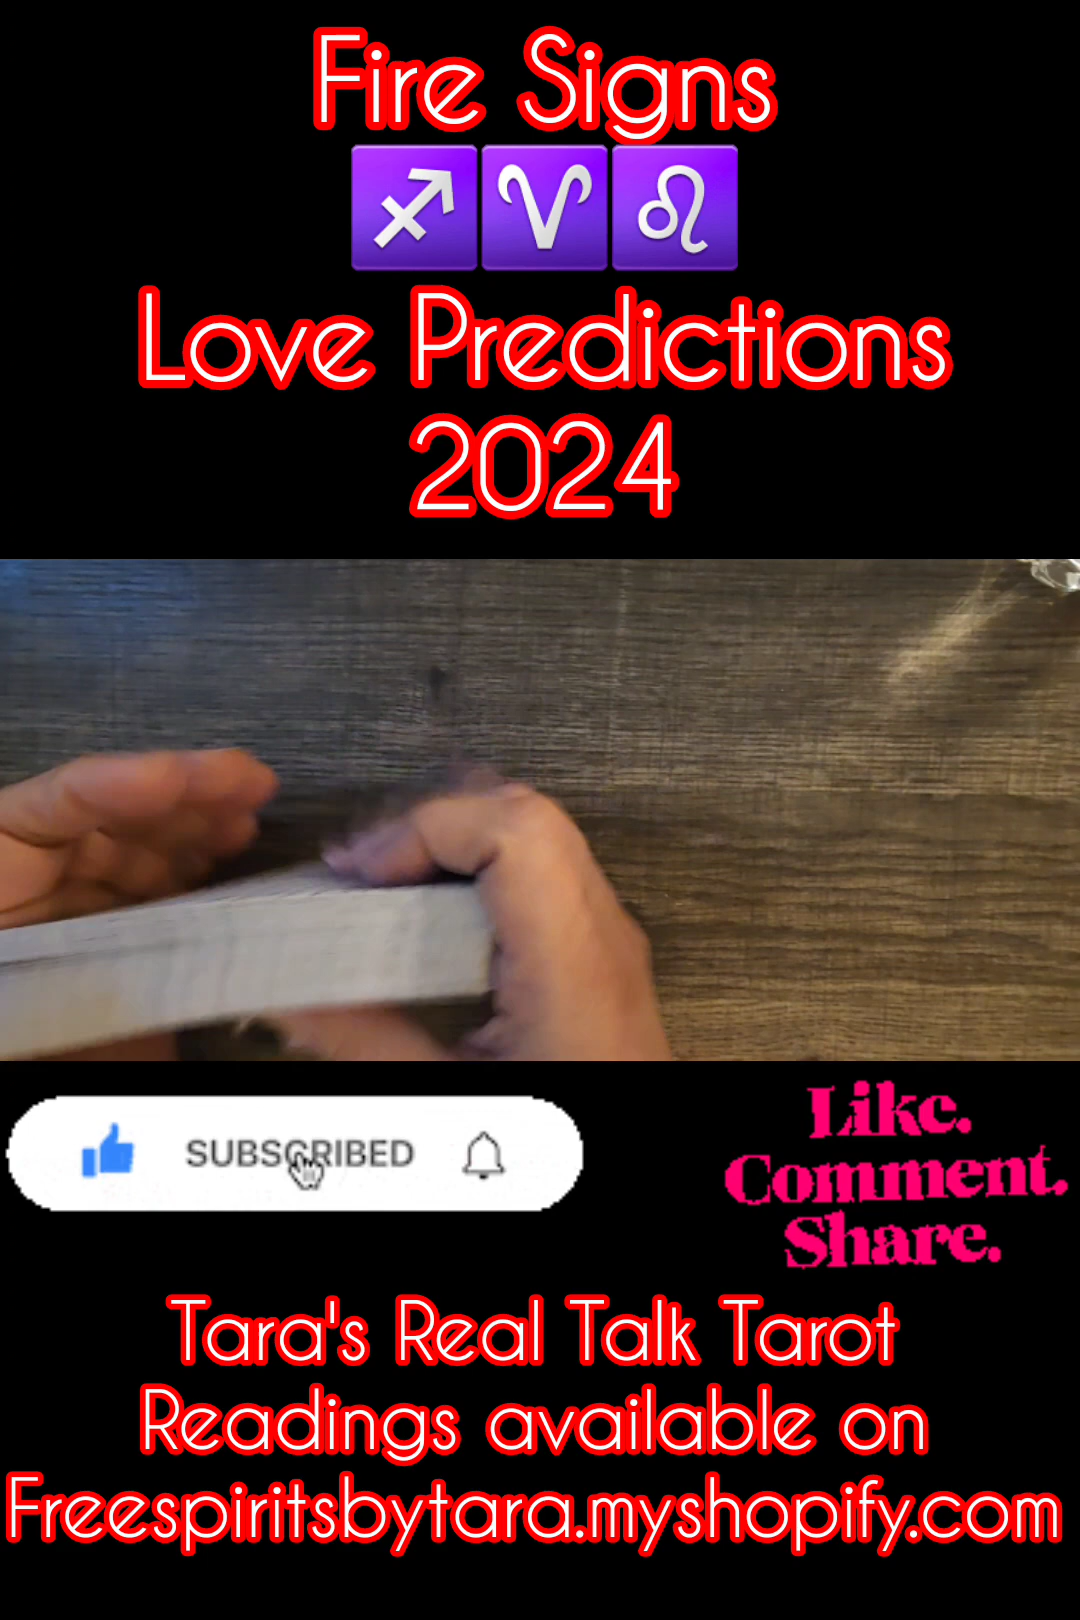 Fire Signs
♐♈♌
Love Predictions
2024
SUBSCRIBED
Like.
Comment.
Share.
Tara's Real Talk Tarot
Readings available on
Freespiritsbytara.myshopify.com